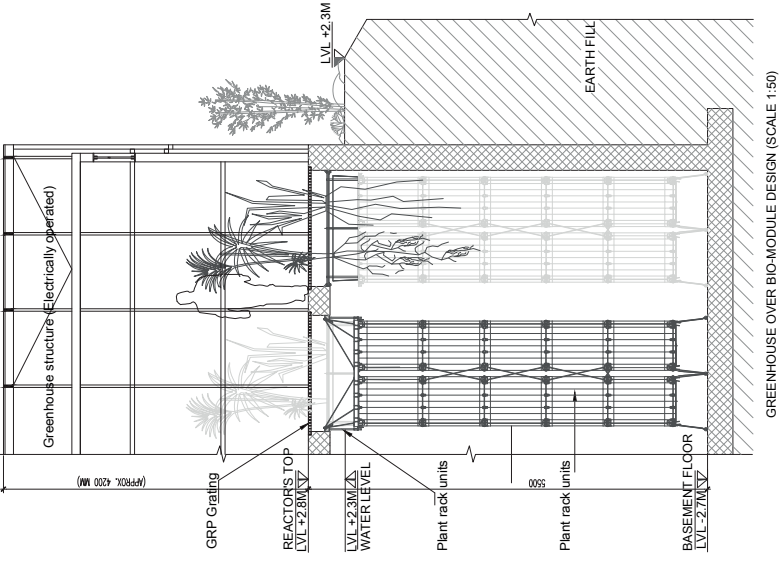 Greenhouse structure (Electrically operated)
(APPROX. 4200 MM)
GRP Grating
REACTOR'S TOP
LVL +2.8M
LVL +2.3M
WATER LEVEL
Plant rack units
5500
Plant rack units
BASEMENT FLOOR
LVL -2.7M
LVL +2.3M
EARTH FILL
GREENHOUSE OVER BIO-MODULE DESIGN (SCALE 1:50)